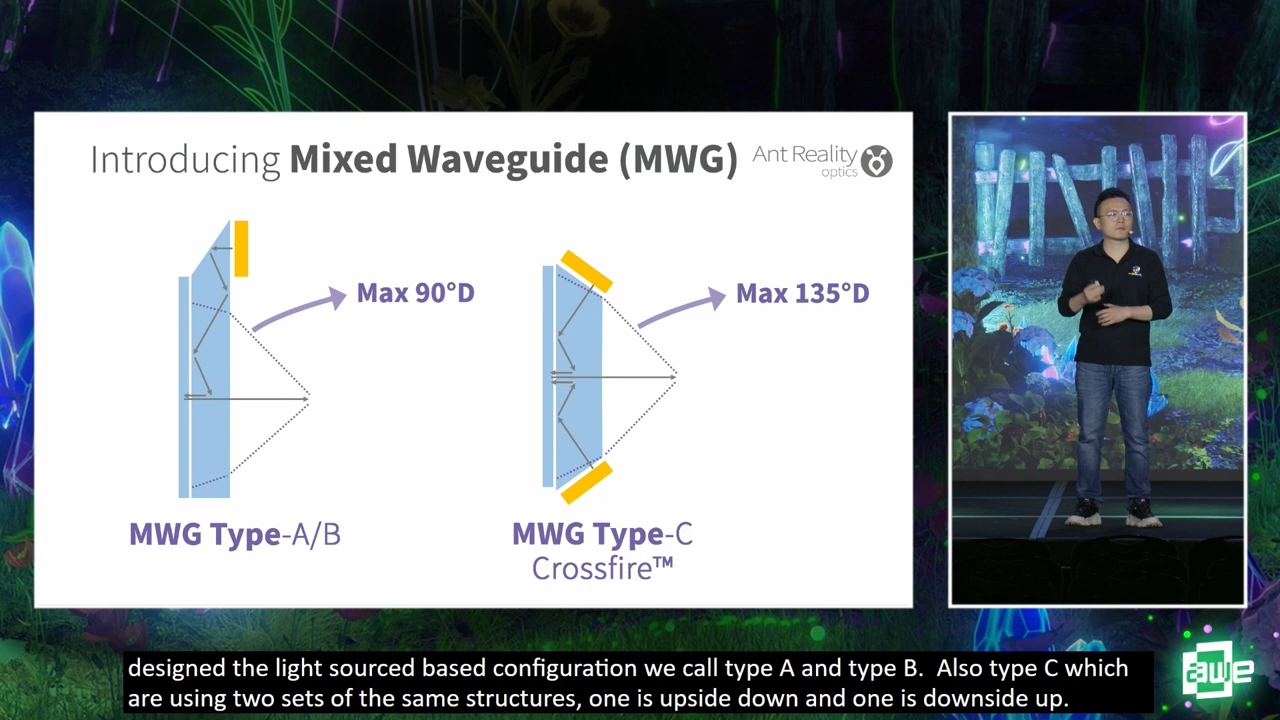 Introducing Mixed Waveguide (MWG)
Ant Reality
optics
Max 90°D
Max 135°D
MWG Type-A/B
MWG Type-C
Crossfire™
designed the light sourced based configuration we call type A and type B.  Also type C which
are using two sets of the same structures, one is upside down and one is downside up.
awe